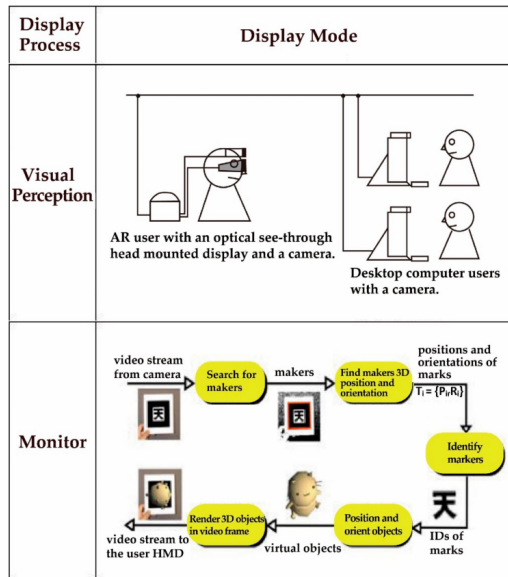 Display
Process
Display Mode
Visual
Perception
AR user with an optical see-through
head mounted display and a camera.
Desktop computer users
with a camera.
Monitor
video stream
from camera
Search for
makers
makers
Find makers 3D
position and
orientation
positions and
orientations of
marks
Tᵢ = {Pᵢ,Rᵢ}
天
天
Identify
markers
天
IDs of
marks
Position and
orient objects
virtual objects
Render 3D objects
in video frame
video stream to
the user HMD